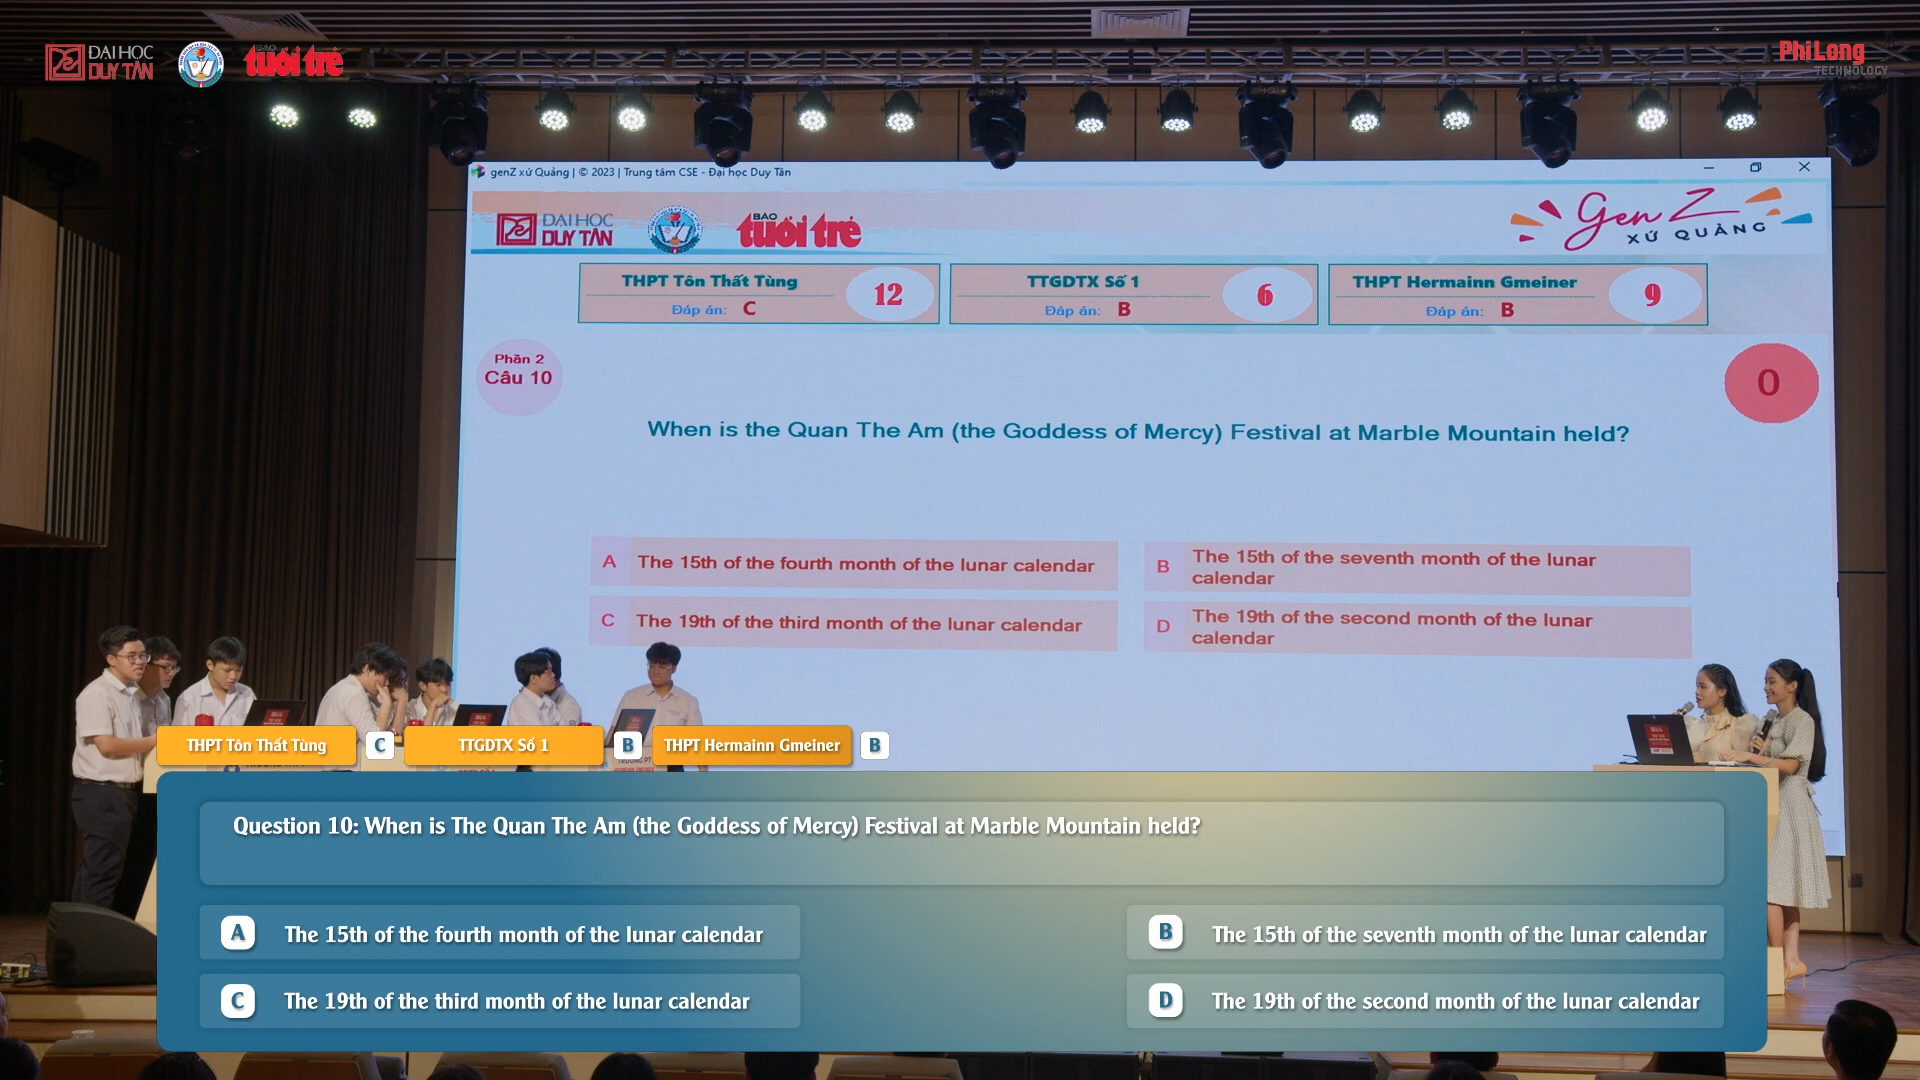 ĐẠI HỌC
DUY TÂN
BÁO
tuổi trẻ
PhiLong
TECHNOLOGY
genZ xứ Quảng | © 2023 | Trung tâm CSE - Đại học Duy Tân
ĐẠI HỌC
DUY TÂN
BÁO
tuổi trẻ
Gen Z
XỨ QUẢNG
THPT Tôn Thất Tùng
Đáp án: C
12
TTGDTX Số 1
Đáp án: B
6
THPT Hermainn Gmeiner
Đáp án: B
9
Phần 2
Câu 10
0
When is the Quan The Am (the Goddess of Mercy) Festival at Marble Mountain held?
A The 15th of the fourth month of the lunar calendar
B The 15th of the seventh month of the lunar
calendar
C The 19th of the third month of the lunar calendar
D The 19th of the second month of the lunar
calendar
THPT Tôn Thất Tùng C TTGDTX Số 1 B THPT Hermainn Gmeiner B
TRƯỜNG PT
Question 10: When is The Quan The Am (the Goddess of Mercy) Festival at Marble Mountain held?
A The 15th of the fourth month of the lunar calendar
B The 15th of the seventh month of the lunar calendar
C The 19th of the third month of the lunar calendar
D The 19th of the second month of the lunar calendar